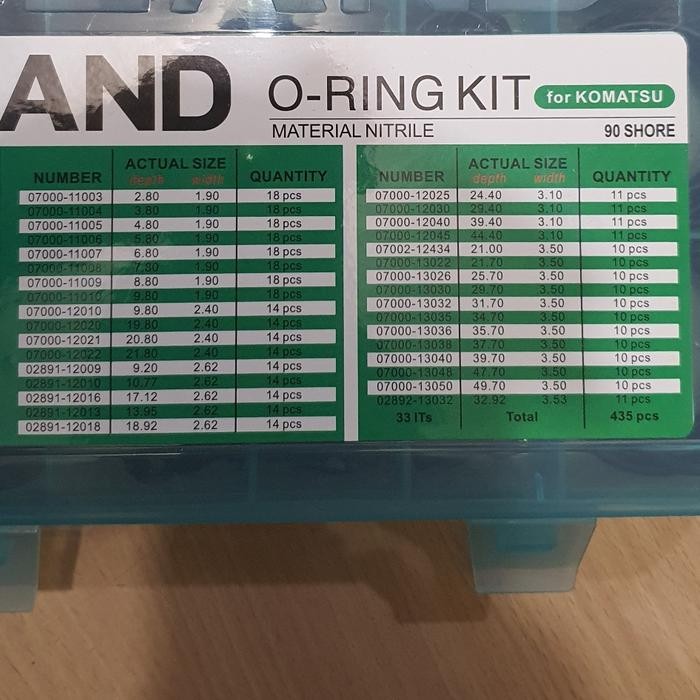 AND
O-RING KIT for KOMATSU
MATERIAL NITRILE 90 SHORE
NUMBER ACTUAL SIZE depth width QUANTITY
07000-11003 2.80 1.90 18 pcs
07000-11004 3.80 1.90 18 pcs
07000-11005 4.80 1.90 18 pcs
07000-11006 5.80 1.90 18 pcs
07000-11007 6.80 1.90 18 pcs
07000-11008 7.80 1.90 18 pcs
07000-11009 8.80 1.90 18 pcs
07000-11010 9.80 1.90 18 pcs
07000-12010 9.80 2.40 14 pcs
07000-12020 19.80 2.40 14 pcs
07000-12021 20.80 2.40 14 pcs
07000-12022 21.80 2.40 14 pcs
02891-12009 9.20 2.62 14 pcs
02891-12010 10.77 2.62 14 pcs
02891-12016 17.12 2.62 14 pcs
02891-12013 13.95 2.62 14 pcs
02891-12018 18.92 2.62 14 pcs
NUMBER ACTUAL SIZE depth width QUANTITY
07000-12025 24.40 3.10 11 pcs
07000-12030 29.40 3.10 11 pcs
07000-12040 39.40 3.10 11 pcs
07000-12045 44.40 3.10 11 pcs
07002-12434 21.00 3.50 10 pcs
07000-13022 21.70 3.50 10 pcs
07000-13026 25.70 3.50 10 pcs
07000-13030 29.70 3.50 10 pcs
07000-13032 31.70 3.50 10 pcs
07000-13035 34.70 3.50 10 pcs
07000-13036 35.70 3.50 10 pcs
07000-13038 37.70 3.50 10 pcs
07000-13040 39.70 3.50 10 pcs
07000-13048 47.70 3.50 10 pcs
07000-13050 49.70 3.50 10 pcs
02892-13032 32.92 3.53 11 pcs
33 ITs Total 435 pcs